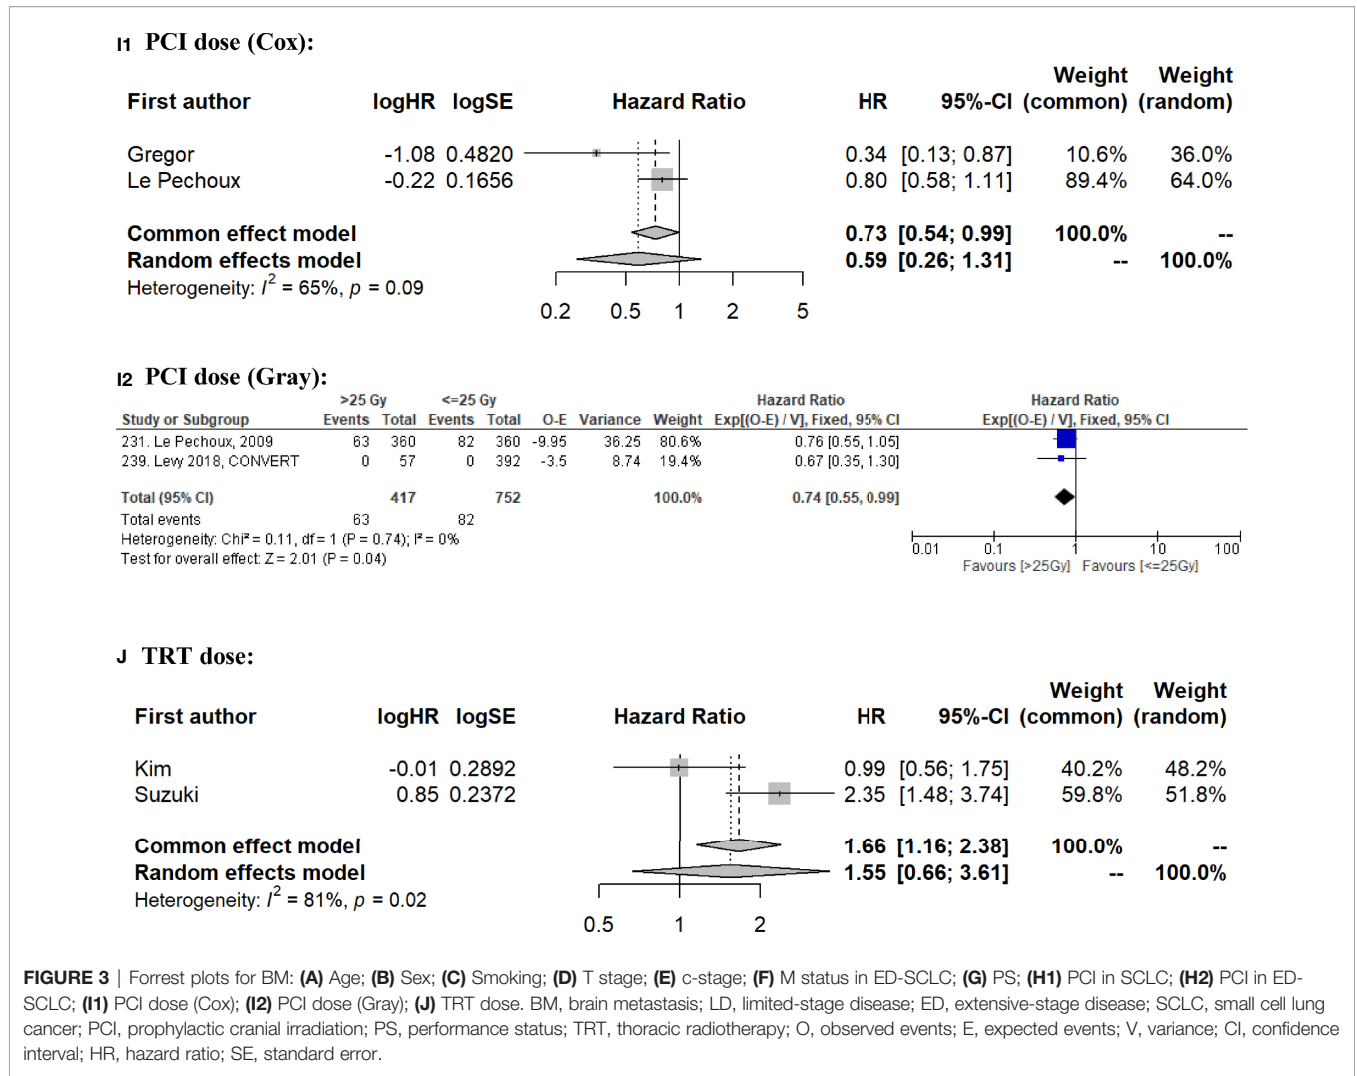 I1 PCI dose (Cox):
Weight Weight
First author logHR logSE Hazard Ratio HR 95%-CI (common) (random)
Gregor -1.08 0.4820 0.34 [0.13; 0.87] 10.6% 36.0%
Le Pechoux -0.22 0.1656 0.80 [0.58; 1.11] 89.4% 64.0%
Common effect model 0.73 [0.54; 0.99] 100.0% --
Random effects model 0.59 [0.26; 1.31] -- 100.0%
Heterogeneity: I² = 65%, p = 0.09
0.2 0.5 1 2 5
I2 PCI dose (Gray):
>25 Gy <=25 Gy Hazard Ratio Hazard Ratio
Study or Subgroup Events Total Events Total O-E Variance Weight Exp[(O-E) / V], Fixed, 95% CI Exp[(O-E) / V], Fixed, 95% CI
231. Le Pechoux, 2009 63 360 82 360 -9.95 36.25 80.6% 0.76 [0.55, 1.05]
239. Levy 2018, CONVERT 0 57 0 392 -3.5 8.74 19.4% 0.67 [0.35, 1.30]
Total (95% CI) 417 752 100.0% 0.74 [0.55, 0.99]
Total events 63 82
Heterogeneity: Chi² = 0.11, df = 1 (P = 0.74); I² = 0%
Test for overall effect: Z = 2.01 (P = 0.04)
0.01 0.1 1 10 100
Favours [>25Gy] Favours [<=25Gy]
J TRT dose:
Weight Weight
First author logHR logSE Hazard Ratio HR 95%-CI (common) (random)
Kim -0.01 0.2892 0.99 [0.56; 1.75] 40.2% 48.2%
Suzuki 0.85 0.2372 2.35 [1.48; 3.74] 59.8% 51.8%
Common effect model 1.66 [1.16; 2.38] 100.0% --
Random effects model 1.55 [0.66; 3.61] -- 100.0%
Heterogeneity: I² = 81%, p = 0.02
0.5 1 2
FIGURE 3 | Forrest plots for BM: (A) Age; (B) Sex; (C) Smoking; (D) T stage; (E) c-stage; (F) M status in ED-SCLC; (G) PS; (H1) PCI in SCLC; (H2) PCI in ED-
SCLC; (I1) PCI dose (Cox); (I2) PCI dose (Gray); (J) TRT dose. BM, brain metastasis; LD, limited-stage disease; ED, extensive-stage disease; SCLC, small cell lung
cancer; PCI, prophylactic cranial irradiation; PS, performance status; TRT, thoracic radiotherapy; O, observed events; E, expected events; V, variance; CI, confidence
interval; HR, hazard ratio; SE, standard error.